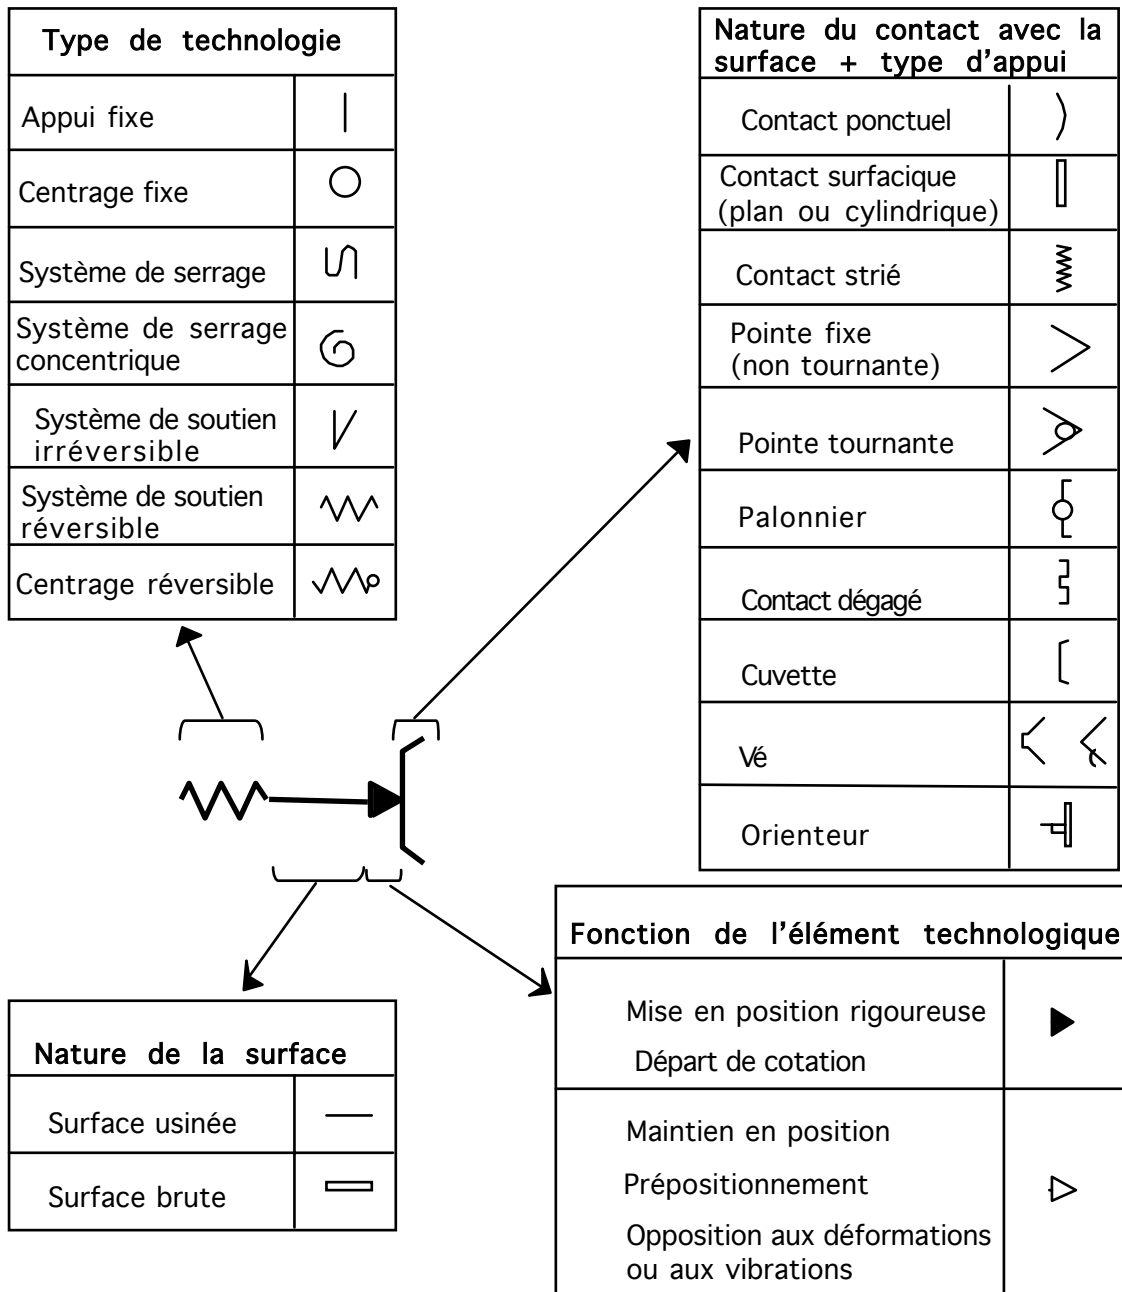 Type de technologie
Appui fixe
Centrage fixe
Système de serrage
Système de serrage
concentrique
Système de soutien
irréversible
Système de soutien
réversible
Centrage réversible
Nature du contact avec la
surface + type d'appui
Contact ponctuel
Contact surfacique
(plan ou cylindrique)
Contact strié
Pointe fixe
(non tournante)
Pointe tournante
Palonnier
Contact dégagé
Cuvette
Vé
Orienteur
Nature de la surface
Surface usinée
Surface brute
Fonction de l'élément technologique
Mise en position rigoureuse
Départ de cotation
Maintien en position
Prépositionnement
Opposition aux déformations
ou aux vibrations